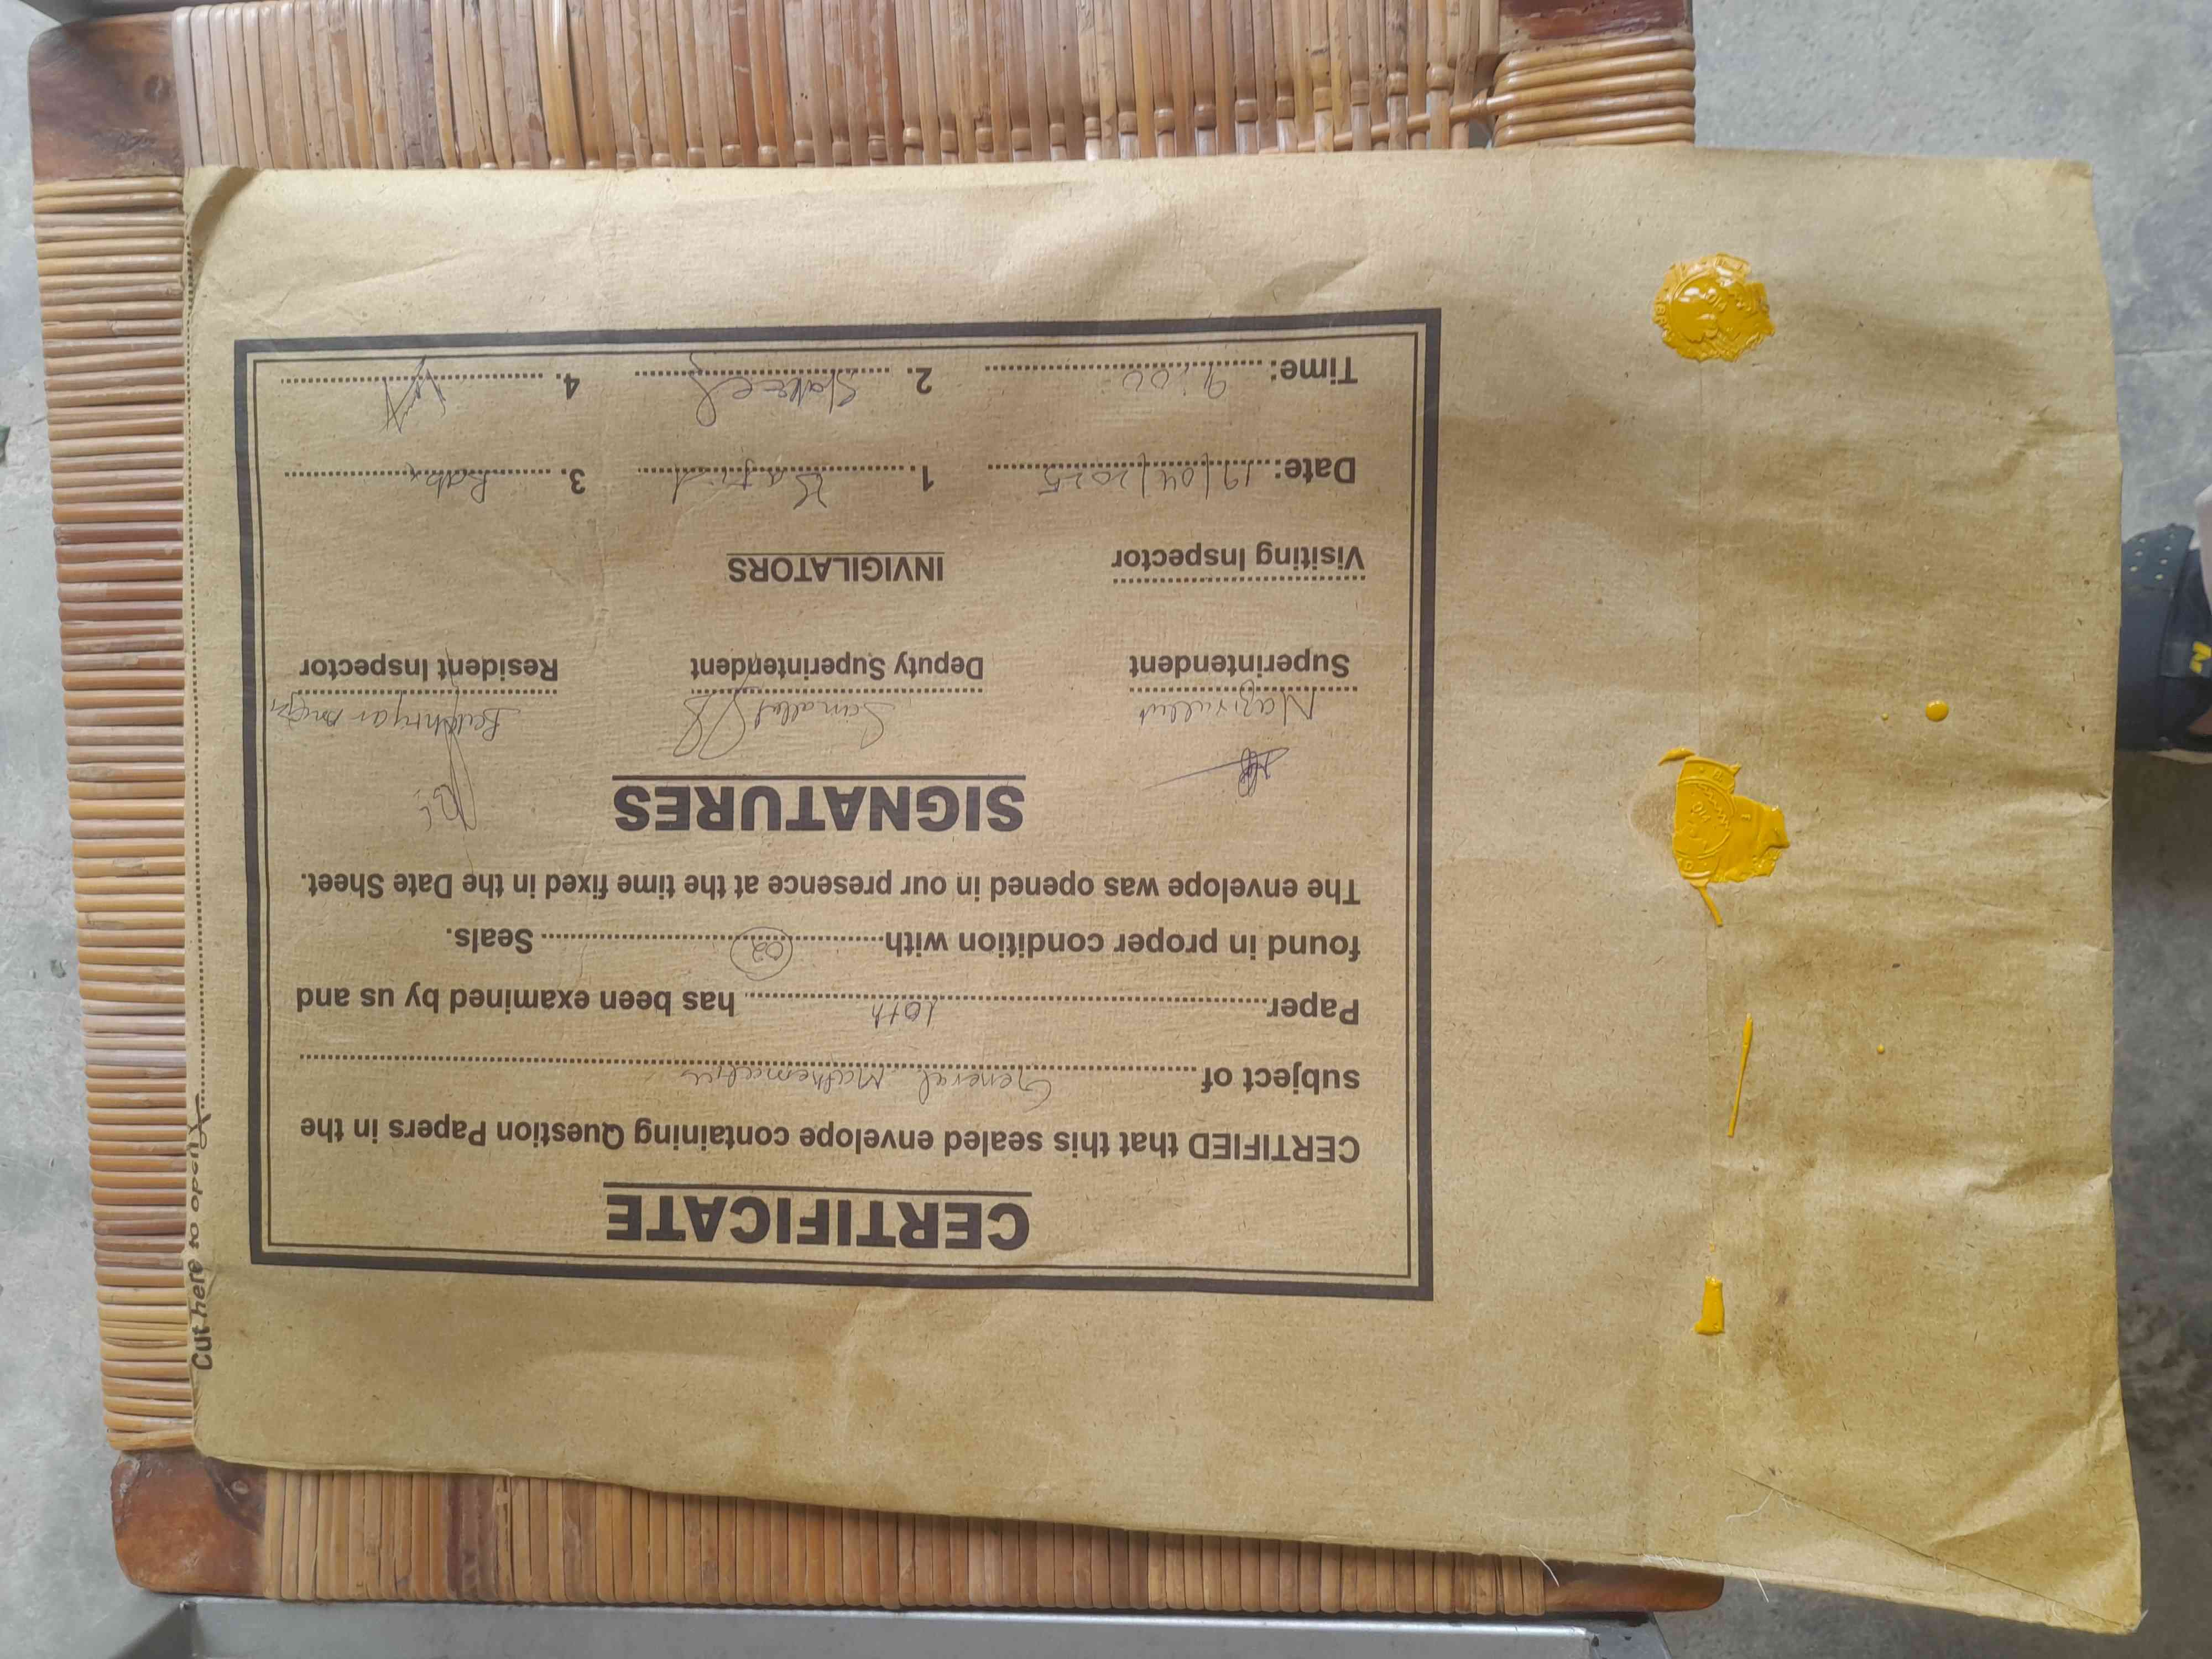 CERTIFICATE
CERTIFIED that this sealed envelope containing Question Papers in the
subject of General Mathematics
Paper 10th has been examined by us and
found in proper condition with 02 Seals.
The envelope was opened in our presence at the time fixed in the Date Sheet.
SIGNATURES
Superintendent Deputy Superintendent Resident Inspector
Visiting Inspector INVIGILATORS
Date: 19/04/2025 1. 3.
Time: 9:00 2. Shakeel 4.
Cut here to open